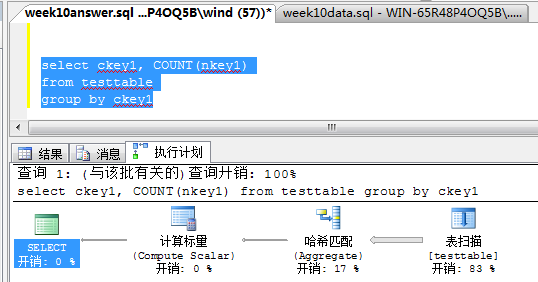 week10answer.sql ...P4OQ5B\wind (57))* week10data.sql - WIN-65R48P4OQ5B\.....
select ckey1, COUNT(nkey1)
from testtable
group by ckey1
结果 消息 执行计划
查询 1: (与该批有关的)查询开销: 100%
select ckey1, COUNT(nkey1) from testtable group by ckey1
SELECT
开销: 0 %
计算标量
(Compute Scalar)
开销: 0 %
哈希匹配
(Aggregate)
开销: 17 %
表扫描
[testtable]
开销: 83 %